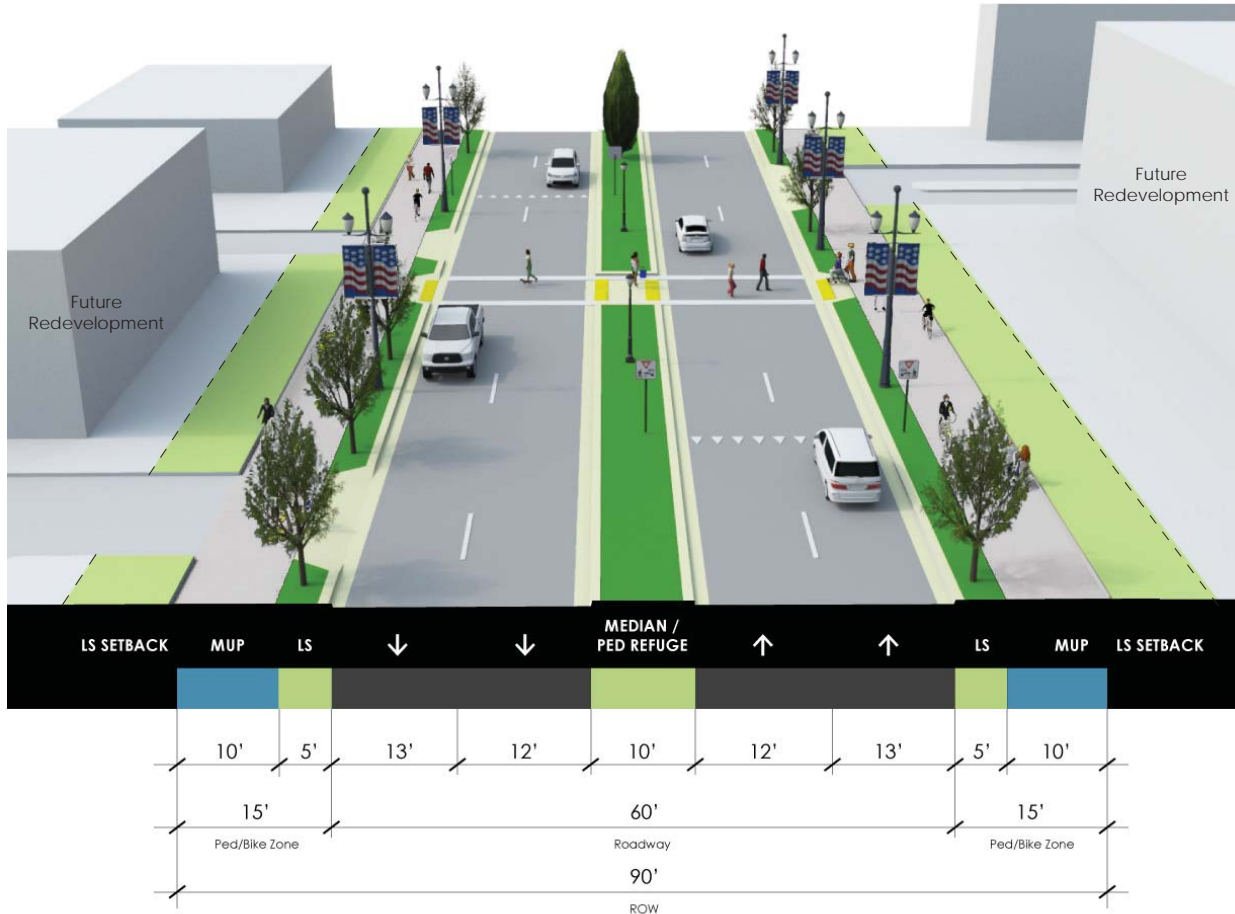 Future
Redevelopment
Future
Redevelopment
LS SETBACK MUP LS ↓ ↓ MEDIAN / PED REFUGE ↑ ↑ LS MUP LS SETBACK
10' 5' 13' 12' 10' 12' 13' 5' 10'
15' 60' 15'
Ped/Bike Zone Roadway Ped/Bike Zone
90'
ROW